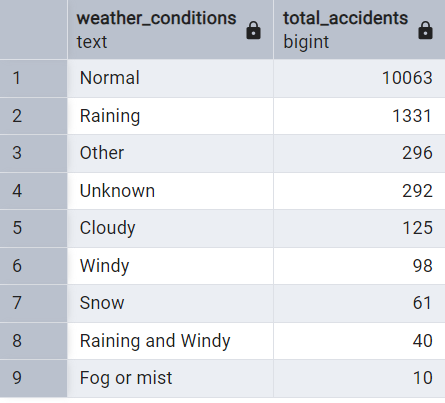 weather_conditions total_accidents
text bigint
1 Normal 10063
2 Raining 1331
3 Other 296
4 Unknown 292
5 Cloudy 125
6 Windy 98
7 Snow 61
8 Raining and Windy 40
9 Fog or mist 10